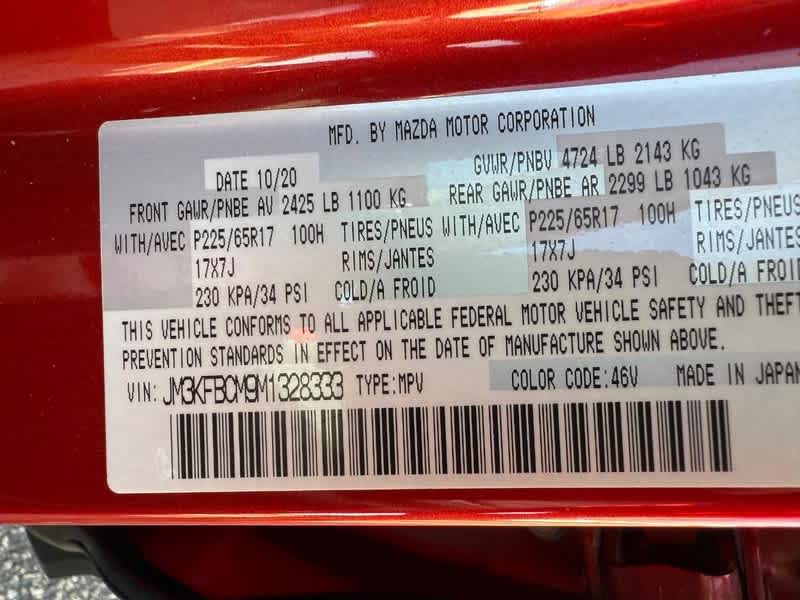 MFD. BY MAZDA MOTOR CORPORATION
DATE 10/20 GVWR/PNBV 4724 LB 2143 KG
FRONT GAWR/PNBE AV 2425 LB 1100 KG REAR GAWR/PNBE AR 2299 LB 1043 KG
WITH/AVEC P225/65R17 100H TIRES/PNEUS WITH/AVEC P225/65R17 100H TIRES/PNEUS
17X7J RIMS/JANTES 17X7J RIMS/JANTES
230 KPA/34 PSI COLD/A FROID 230 KPA/34 PSI COLD/A FROID
THIS VEHICLE CONFORMS TO ALL APPLICABLE FEDERAL MOTOR VEHICLE SAFETY AND THEFT
PREVENTION STANDARDS IN EFFECT ON THE DATE OF MANUFACTURE SHOWN ABOVE.
VIN: JM3KFBCM9M1328333 TYPE:MPV COLOR CODE:46V MADE IN JAPAN